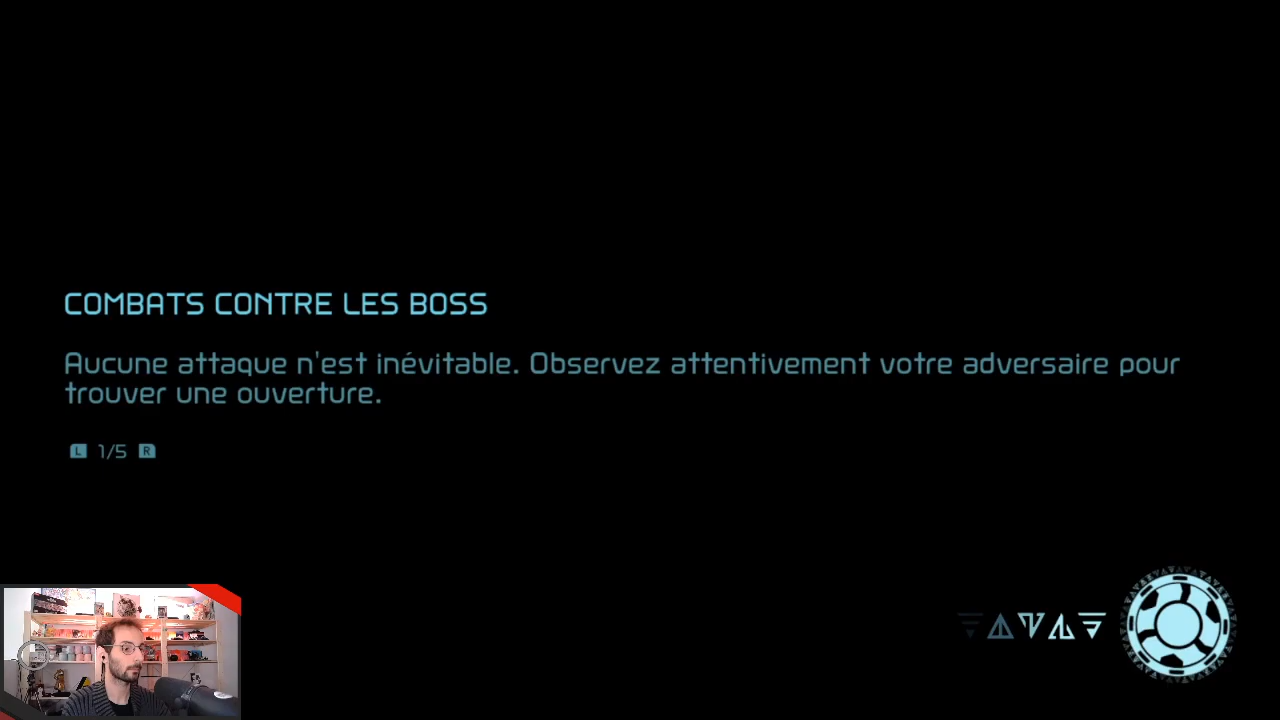 COMBATS CONTRE LES BOSS
Aucune attaque n'est inévitable. Observez attentivement votre adversaire pour
trouver une ouverture.
L 1/5 R